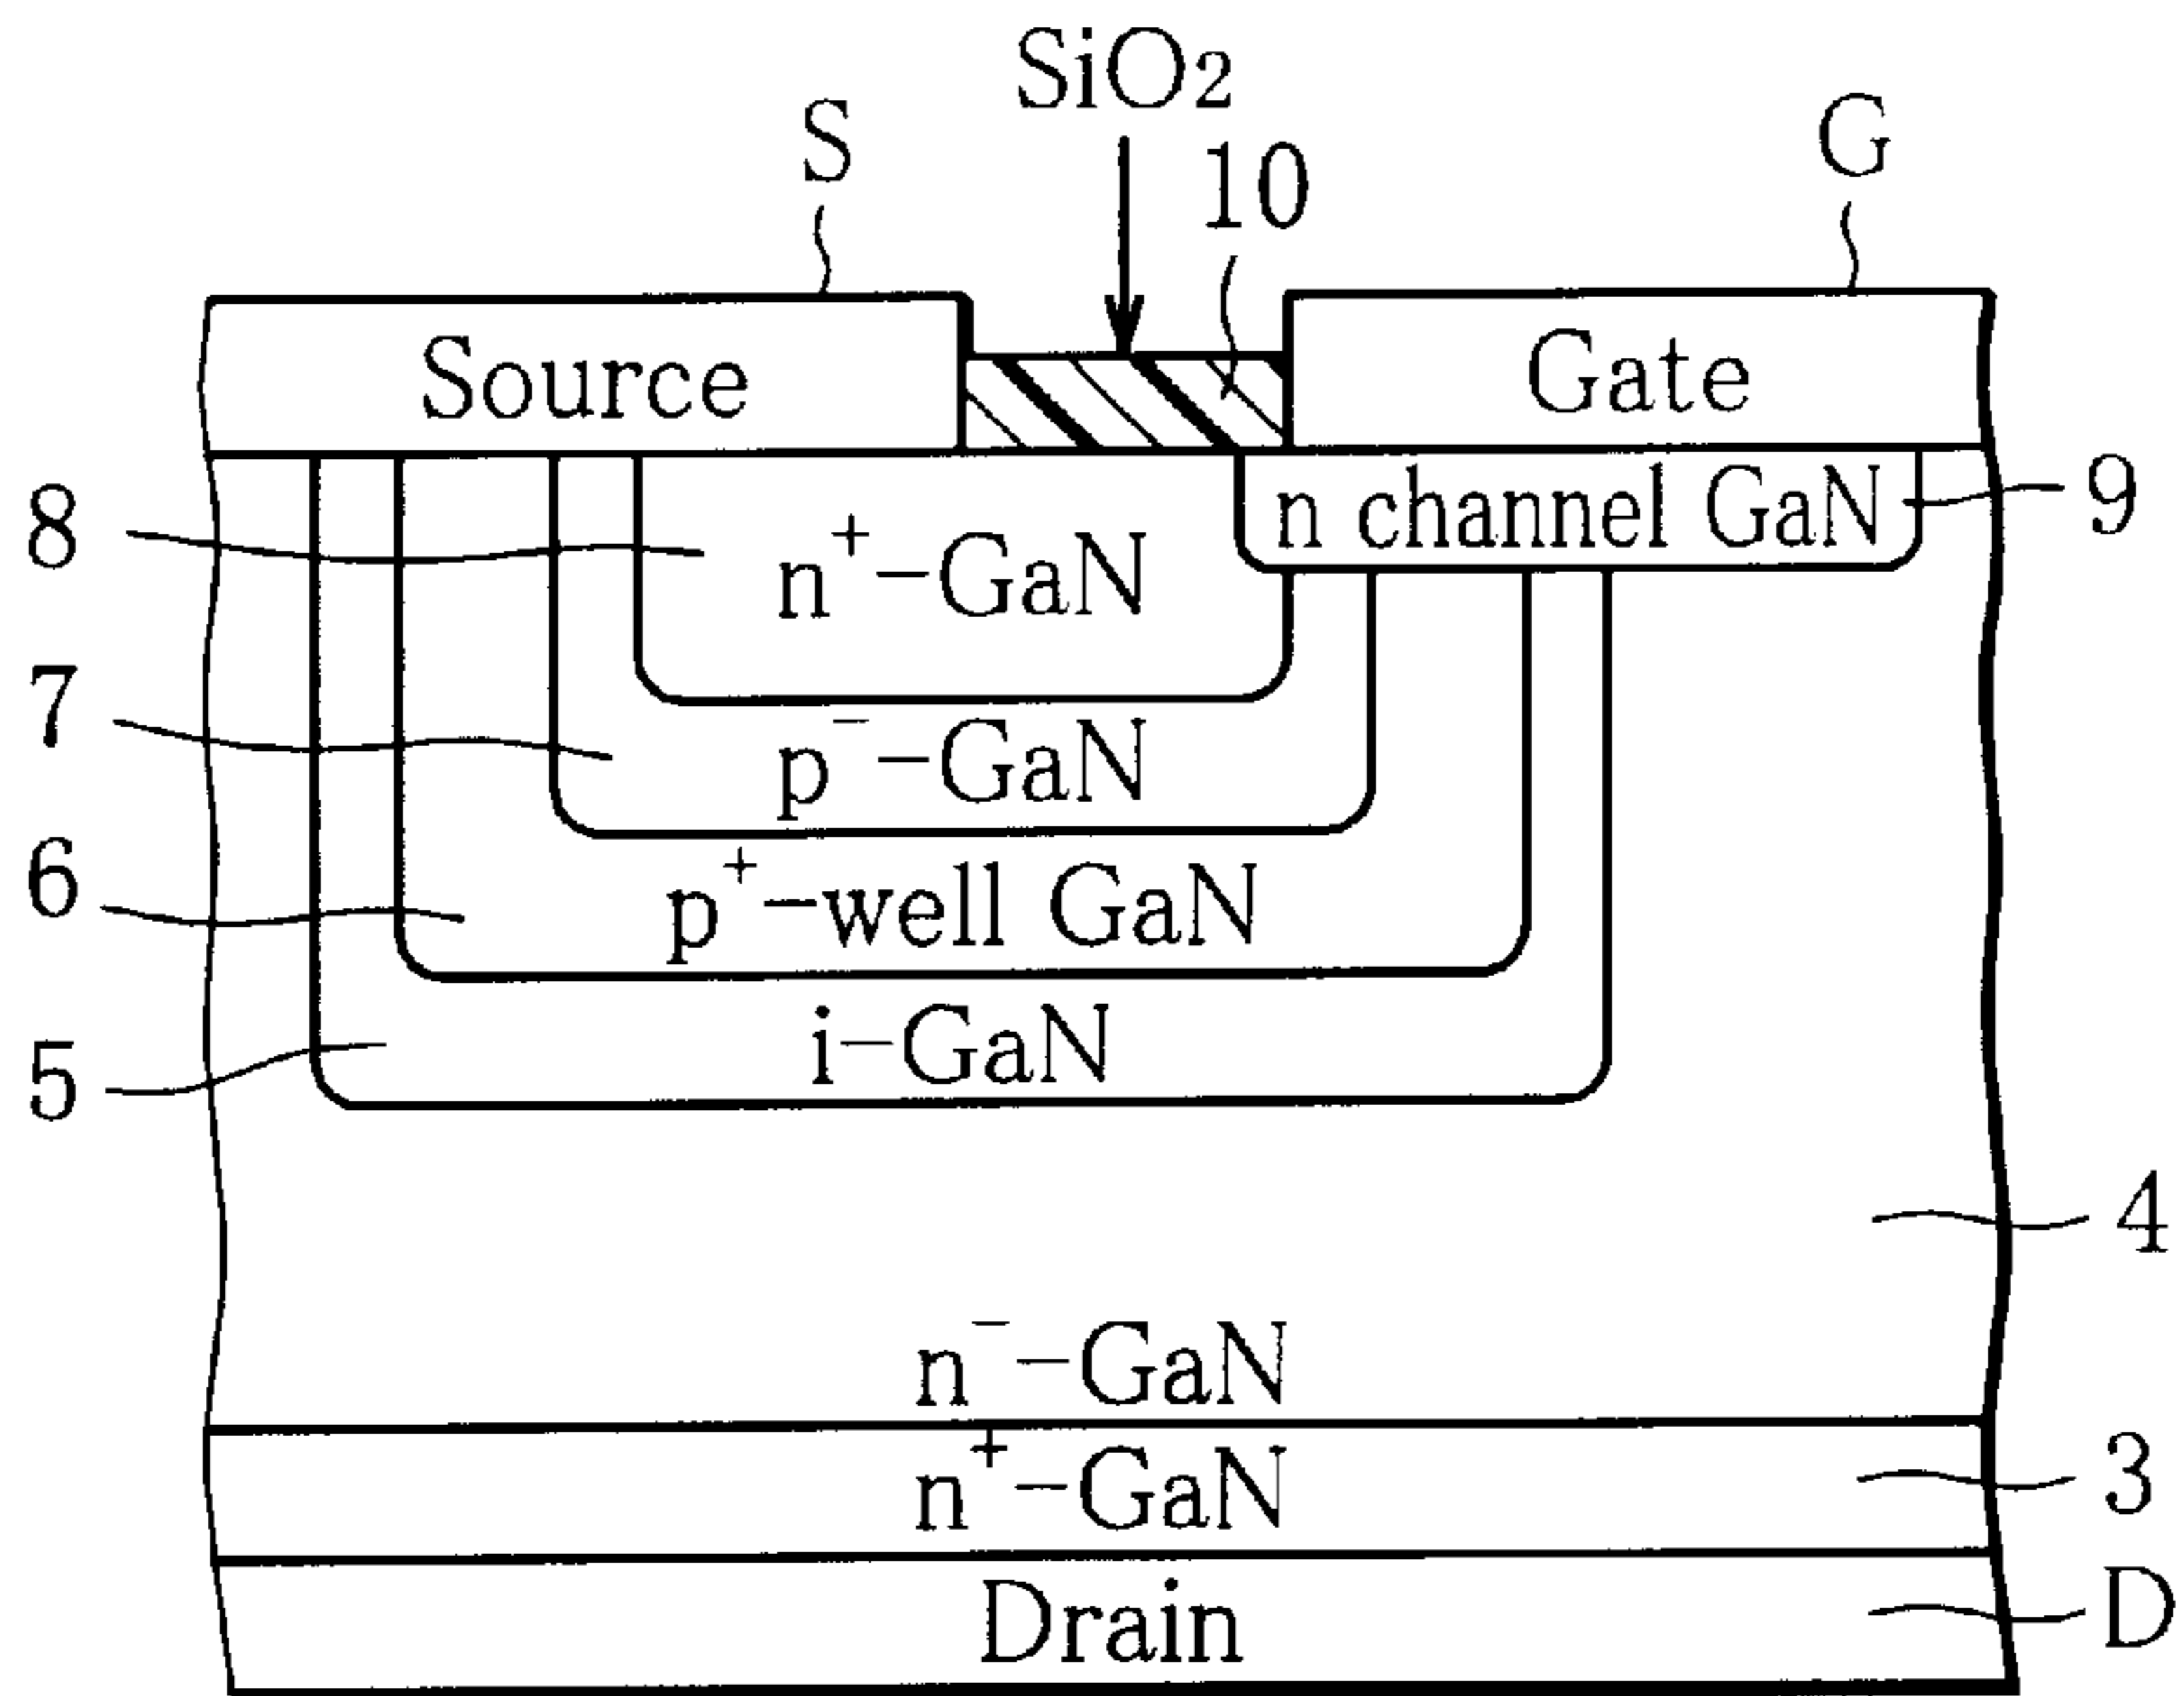 SiO₂
S
10
G
Source
Gate
8
n⁺-GaN
n channel GaN
9
7
p⁻-GaN
6
p⁺-well GaN
5
i-GaN
4
n⁻-GaN
n⁺-GaN
3
Drain
D